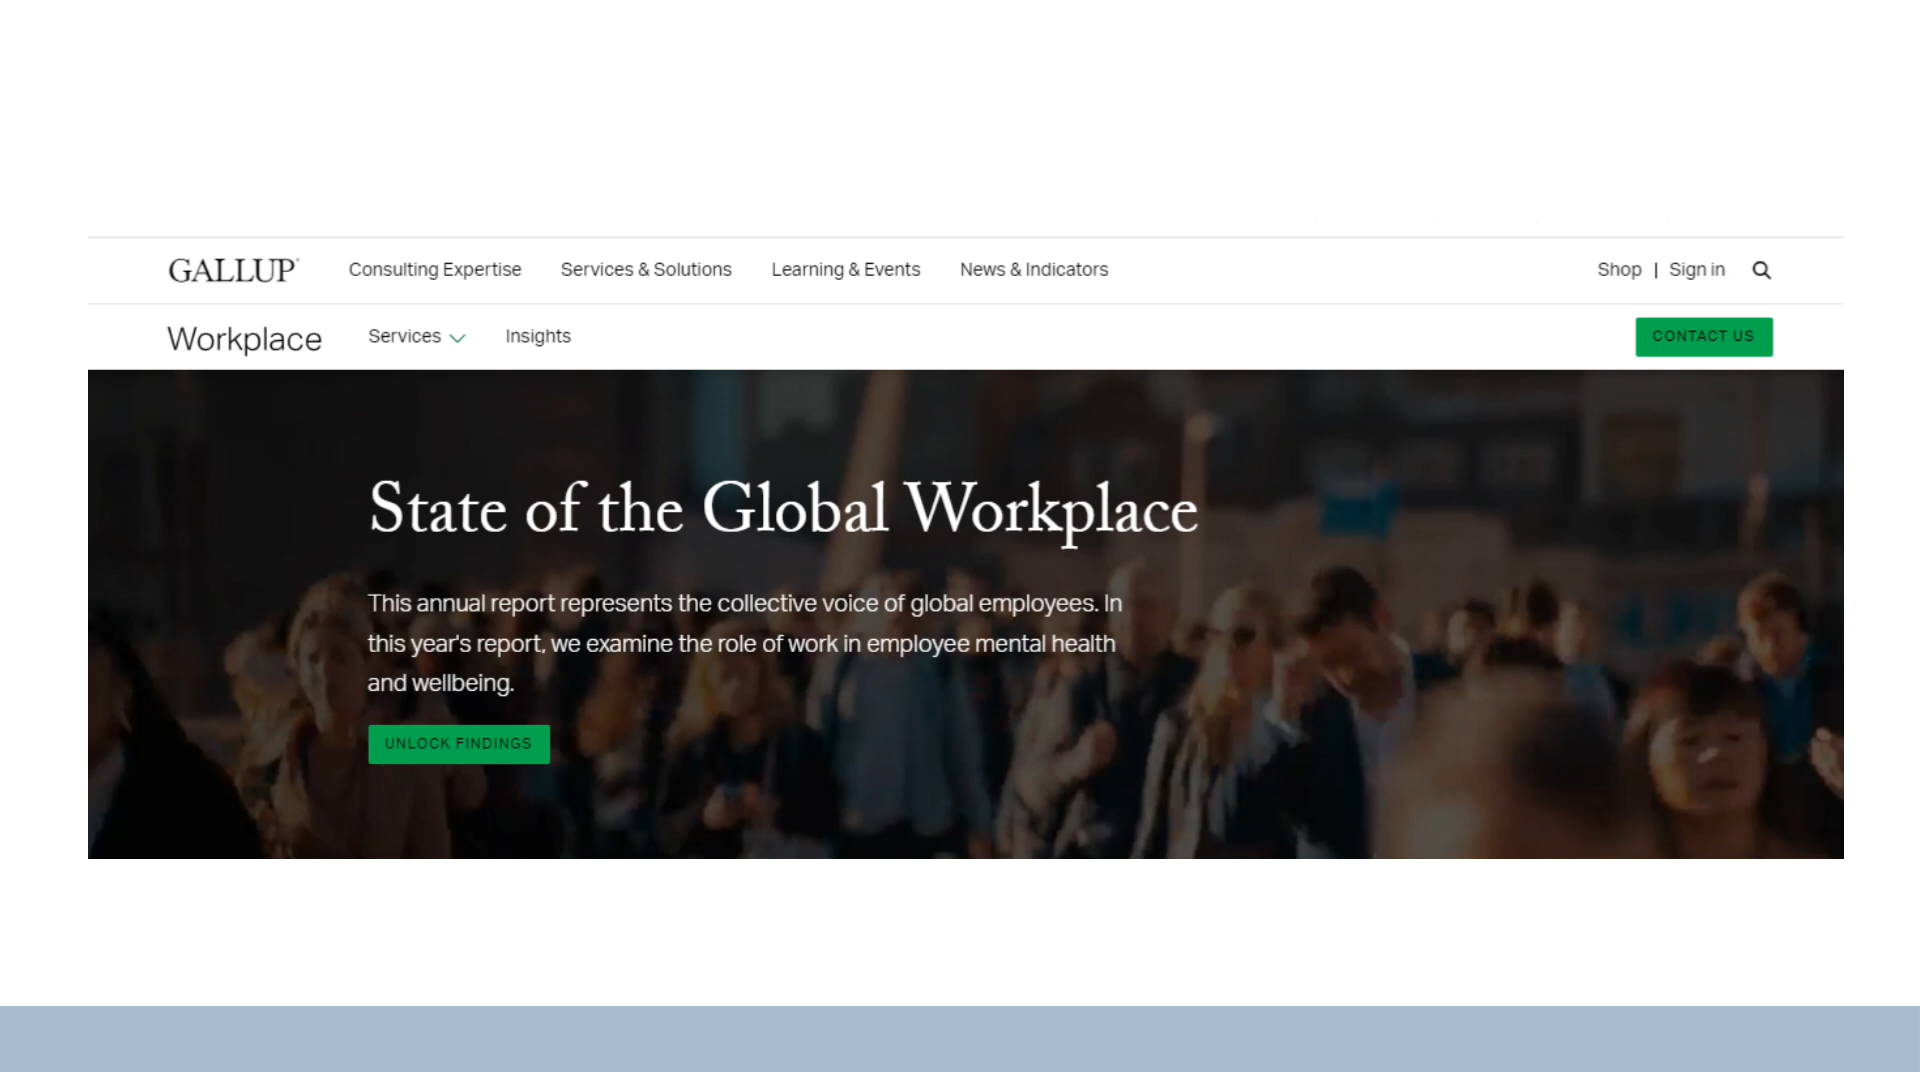 GALLUP® Consulting Expertise Services & Solutions Learning & Events News & Indicators Shop | Sign in
Workplace Services Insights CONTACT US
State of the Global Workplace
This annual report represents the collective voice of global employees. In
this year's report, we examine the role of work in employee mental health
and wellbeing.
UNLOCK FINDINGS